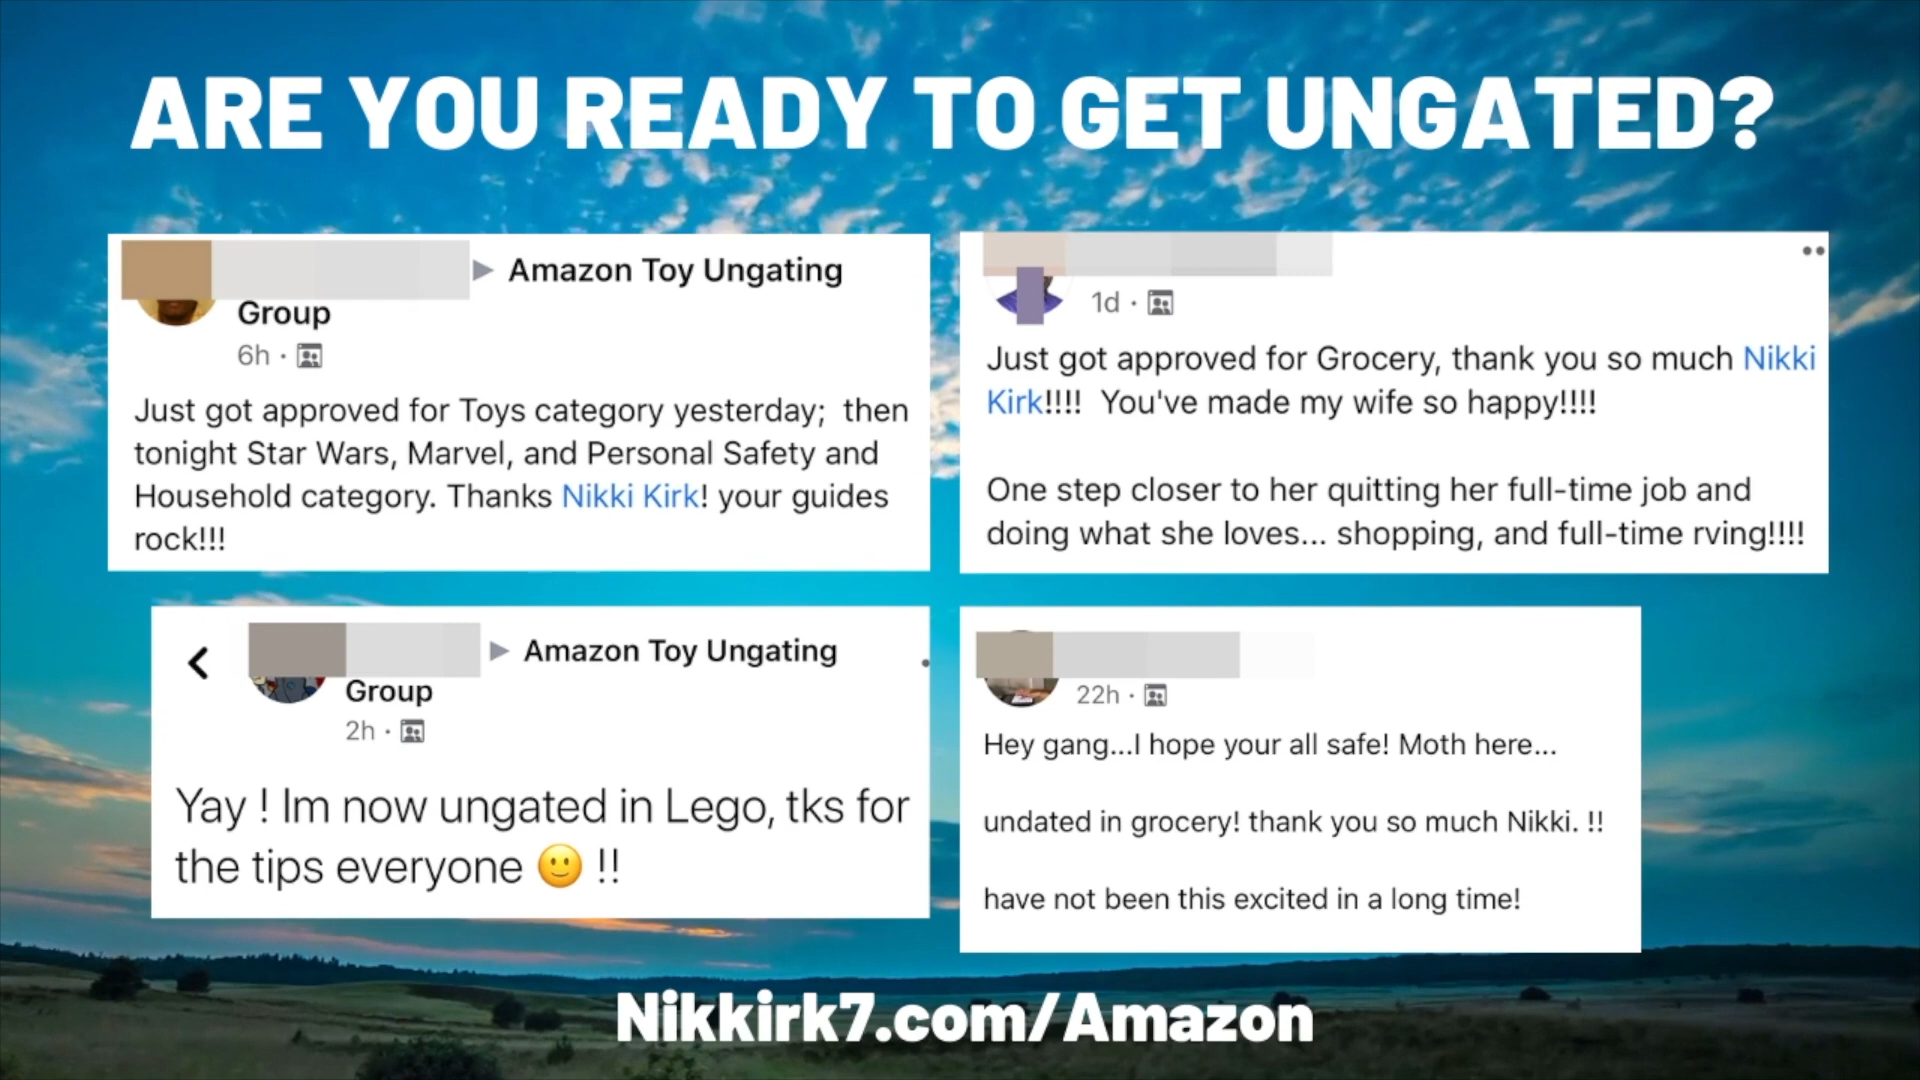 ARE YOU READY TO GET UNGATED?
Amazon Toy Ungating
Group
6h ·
Just got approved for Toys category yesterday;  then
tonight Star Wars, Marvel, and Personal Safety and
Household category. Thanks Nikki Kirk! your guides
rock!!!
1d ·
Just got approved for Grocery, thank you so much Nikki
Kirk!!!!  You've made my wife so happy!!!!
One step closer to her quitting her full-time job and
doing what she loves... shopping, and full-time rving!!!!
Amazon Toy Ungating
Group
2h ·
Yay ! Im now ungated in Lego, tks for
the tips everyone 🙂 !!
22h ·
Hey gang...I hope your all safe! Moth here...
undated in grocery! thank you so much Nikki. !!
have not been this excited in a long time!
Nikkirk7.com/Amazon